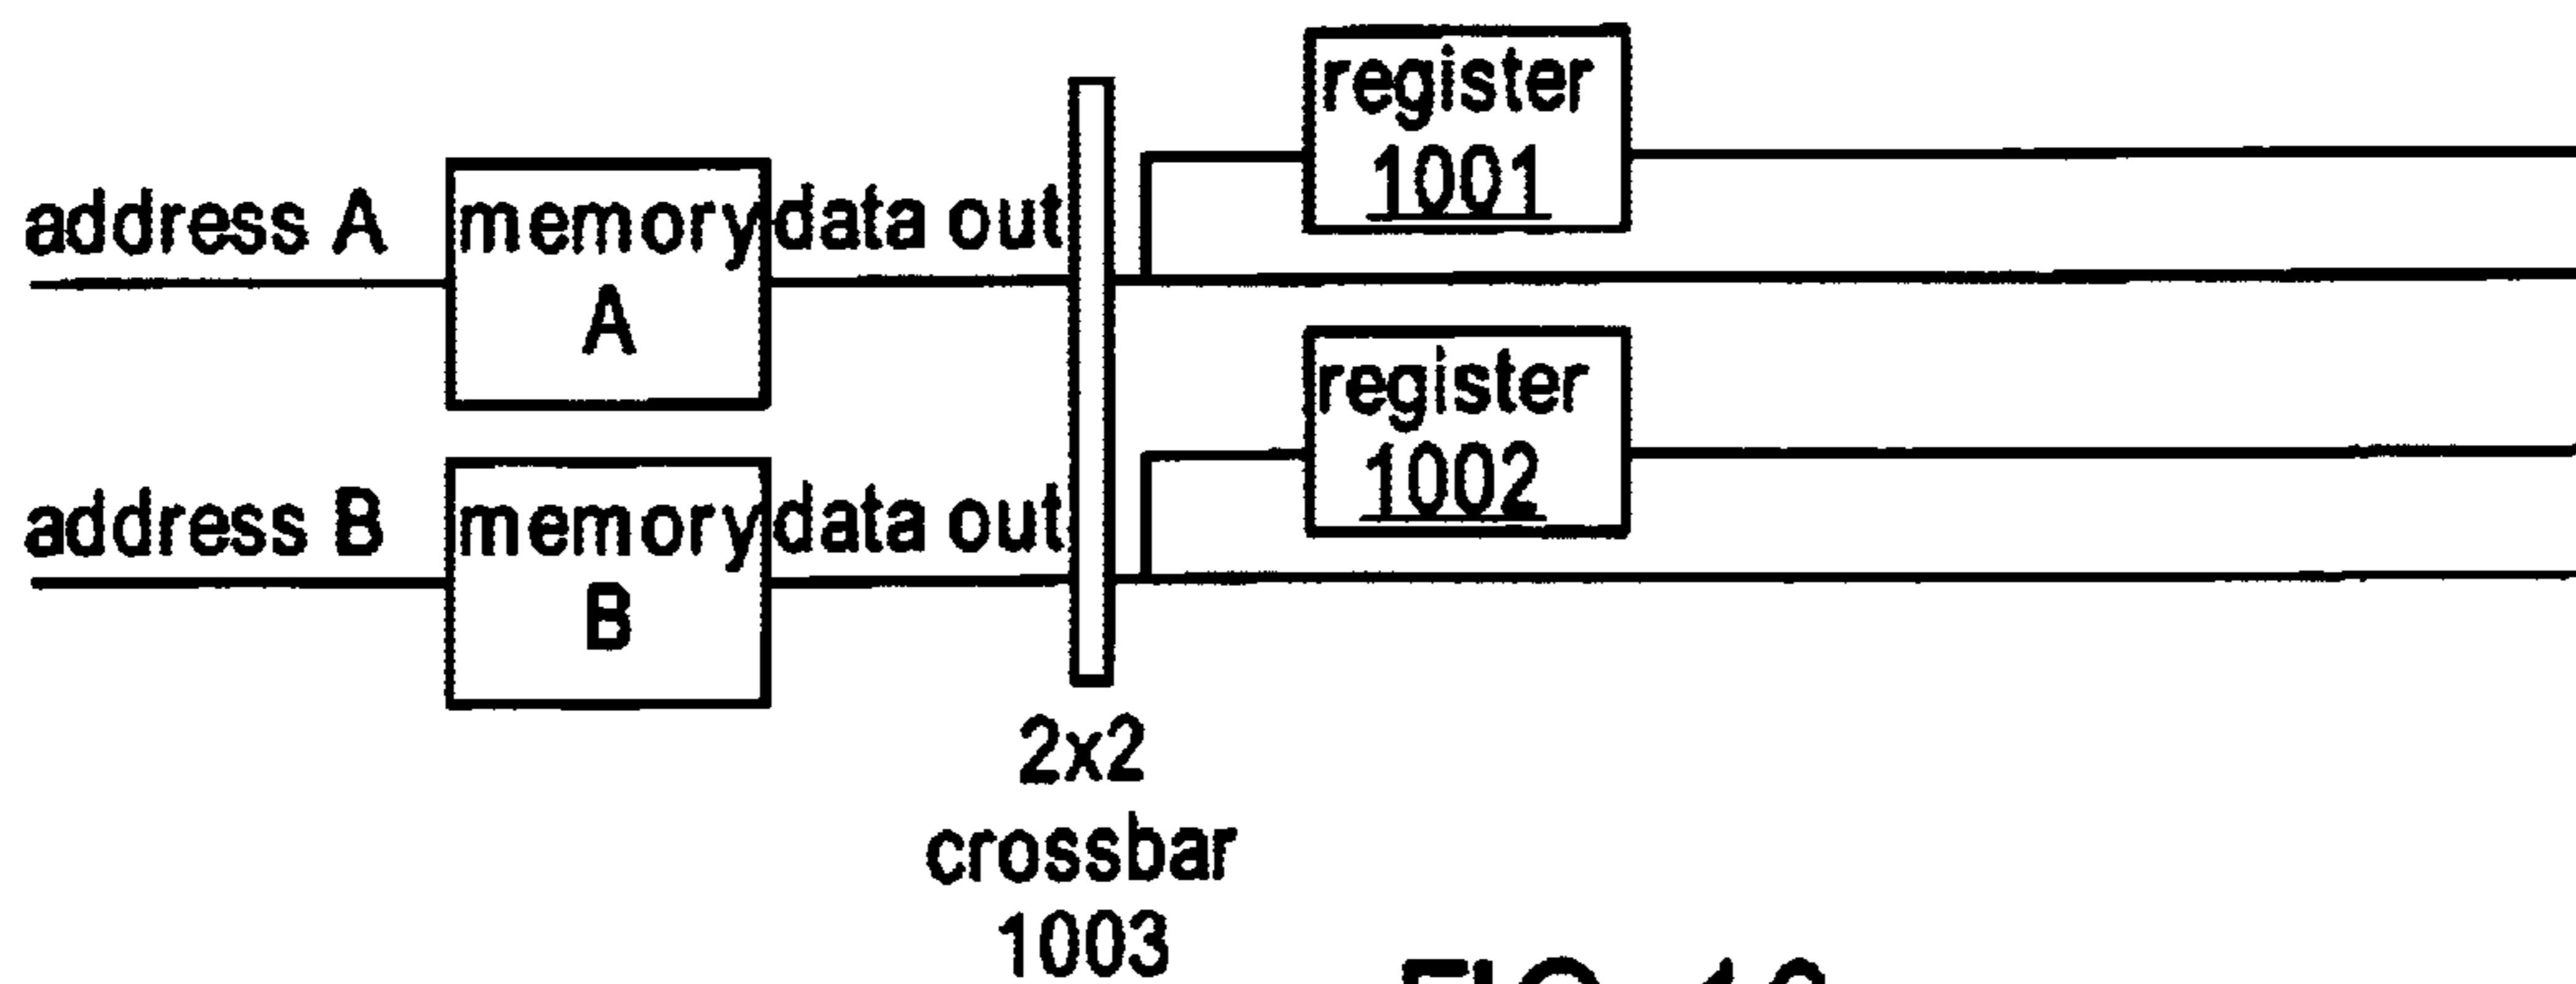 register
1001
address A
memory
A
data out
register
1002
address B
memory
B
data out
2x2
crossbar
1003